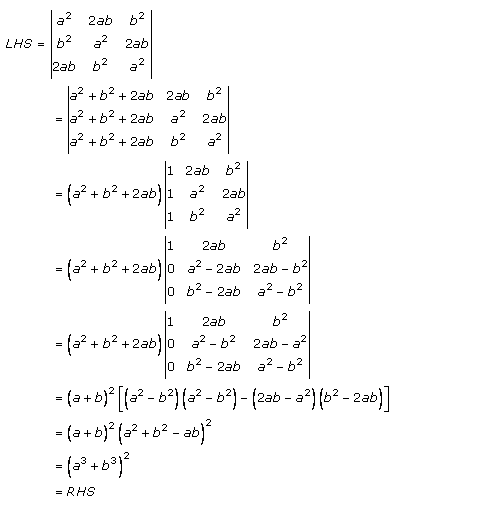 LHS = |a² 2ab b²|
|b² a² 2ab|
|2ab b² a²|
= |a² + b² + 2ab 2ab b²|
|a² + b² + 2ab a² 2ab|
|a² + b² + 2ab b² a²|
= (a² + b² + 2ab) |1 2ab b²|
|1 a² 2ab|
|1 b² a²|
= (a² + b² + 2ab) |1 2ab b²|
|0 a² − 2ab 2ab − b²|
|0 b² − 2ab a² − b²|
= (a² + b² + 2ab) |1 2ab b²|
|0 a² − b² 2ab − a²|
|0 b² − 2ab a² − b²|
= (a + b)² [(a² − b²)(a² − b²) − (2ab − a²)(b² − 2ab)]
= (a + b)² (a² + b² − ab)²
= (a³ + b³)²
= RHS